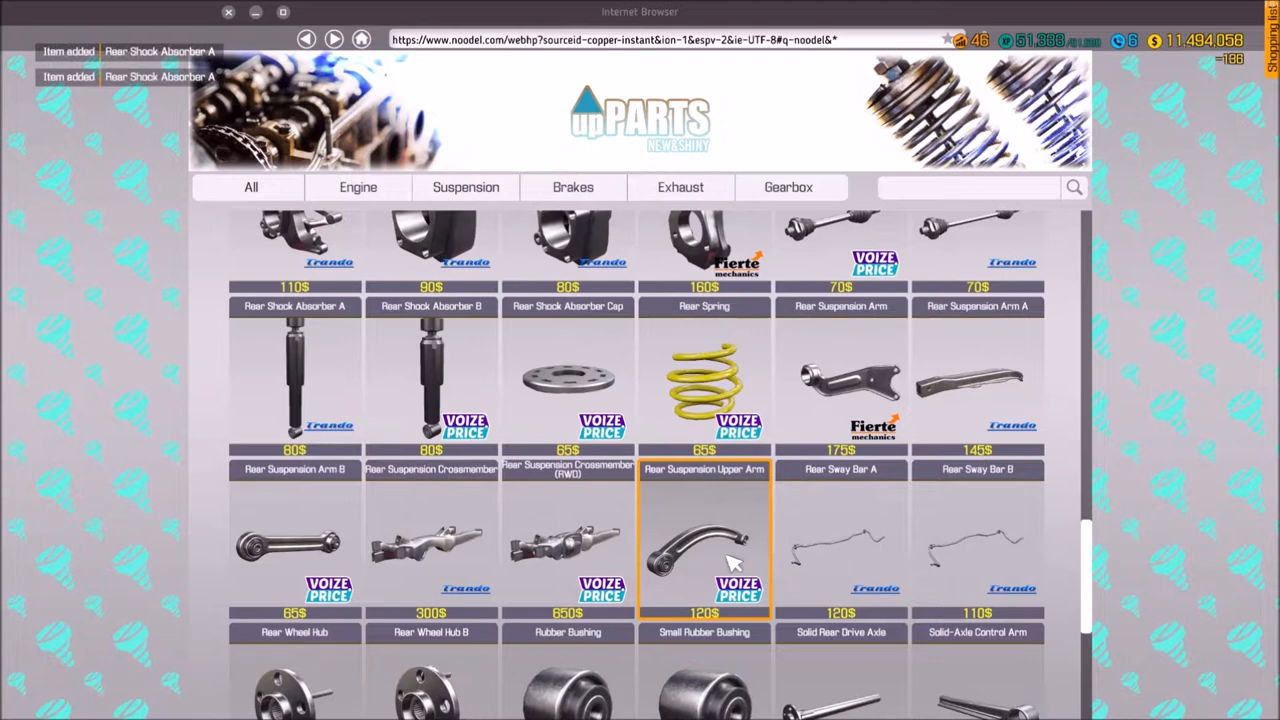 Internet Browser
https://www.noodel.com/webhp?sourceid-copper-instant&ion-1&espv-2&ie-UTF-8#q-noodel&*
46
6
11,494,058
-186
Shopping list
Item added Rear Shock Absorber A
Item added Rear Shock Absorber A
upPARTS
NEW&SHINY
All Engine Suspension Brakes Exhaust Gearbox
Trando Trando Trando Fierte mechanics VOIZE PRICE Trando
110$ 90$ 80$ 160$ 70$ 70$
Rear Shock Absorber A Rear Shock Absorber B Rear Shock Absorber Cap Rear Spring Rear Suspension Arm Rear Suspension Arm A
Trando VOIZE PRICE VOIZE PRICE VOIZE PRICE Fierte mechanics Trando
80$ 80$ 65$ 65$ 175$ 145$
Rear Suspension Arm B Rear Suspension Crossmember Rear Suspension Crossmember (RWD) Rear Suspension Upper Arm Rear Sway Bar A Rear Sway Bar B
VOIZE PRICE Trando VOIZE PRICE VOIZE PRICE Trando Trando
65$ 300$ 650$ 120$ 120$ 110$
Rear Wheel Hub Rear Wheel Hub B Rubber Bushing Small Rubber Bushing Solid Rear Drive Axle Solid-Axle Control Arm